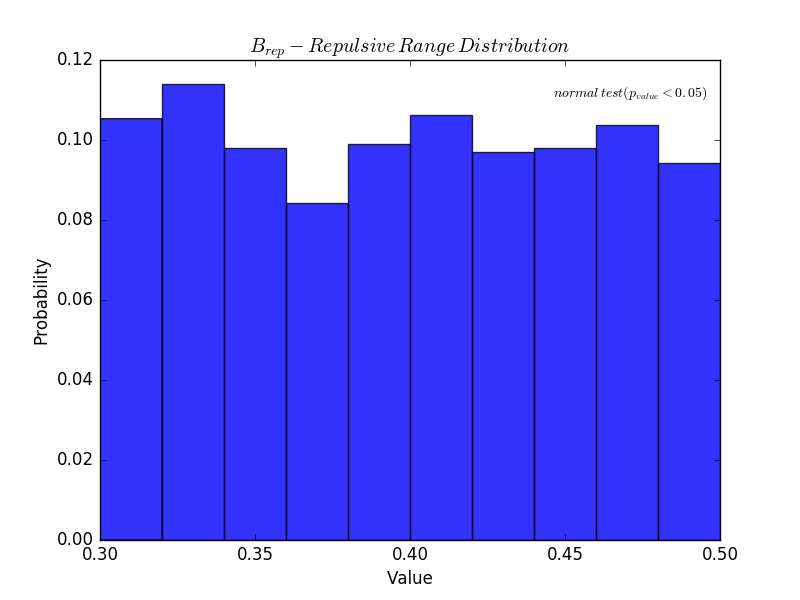 B_rep − Repulsive Range Distribution
normal test(p_value < 0.05)
0.12
0.10
0.08
0.06
0.04
0.02
0.00
Probability
0.30 0.35 0.40 0.45 0.50
Value